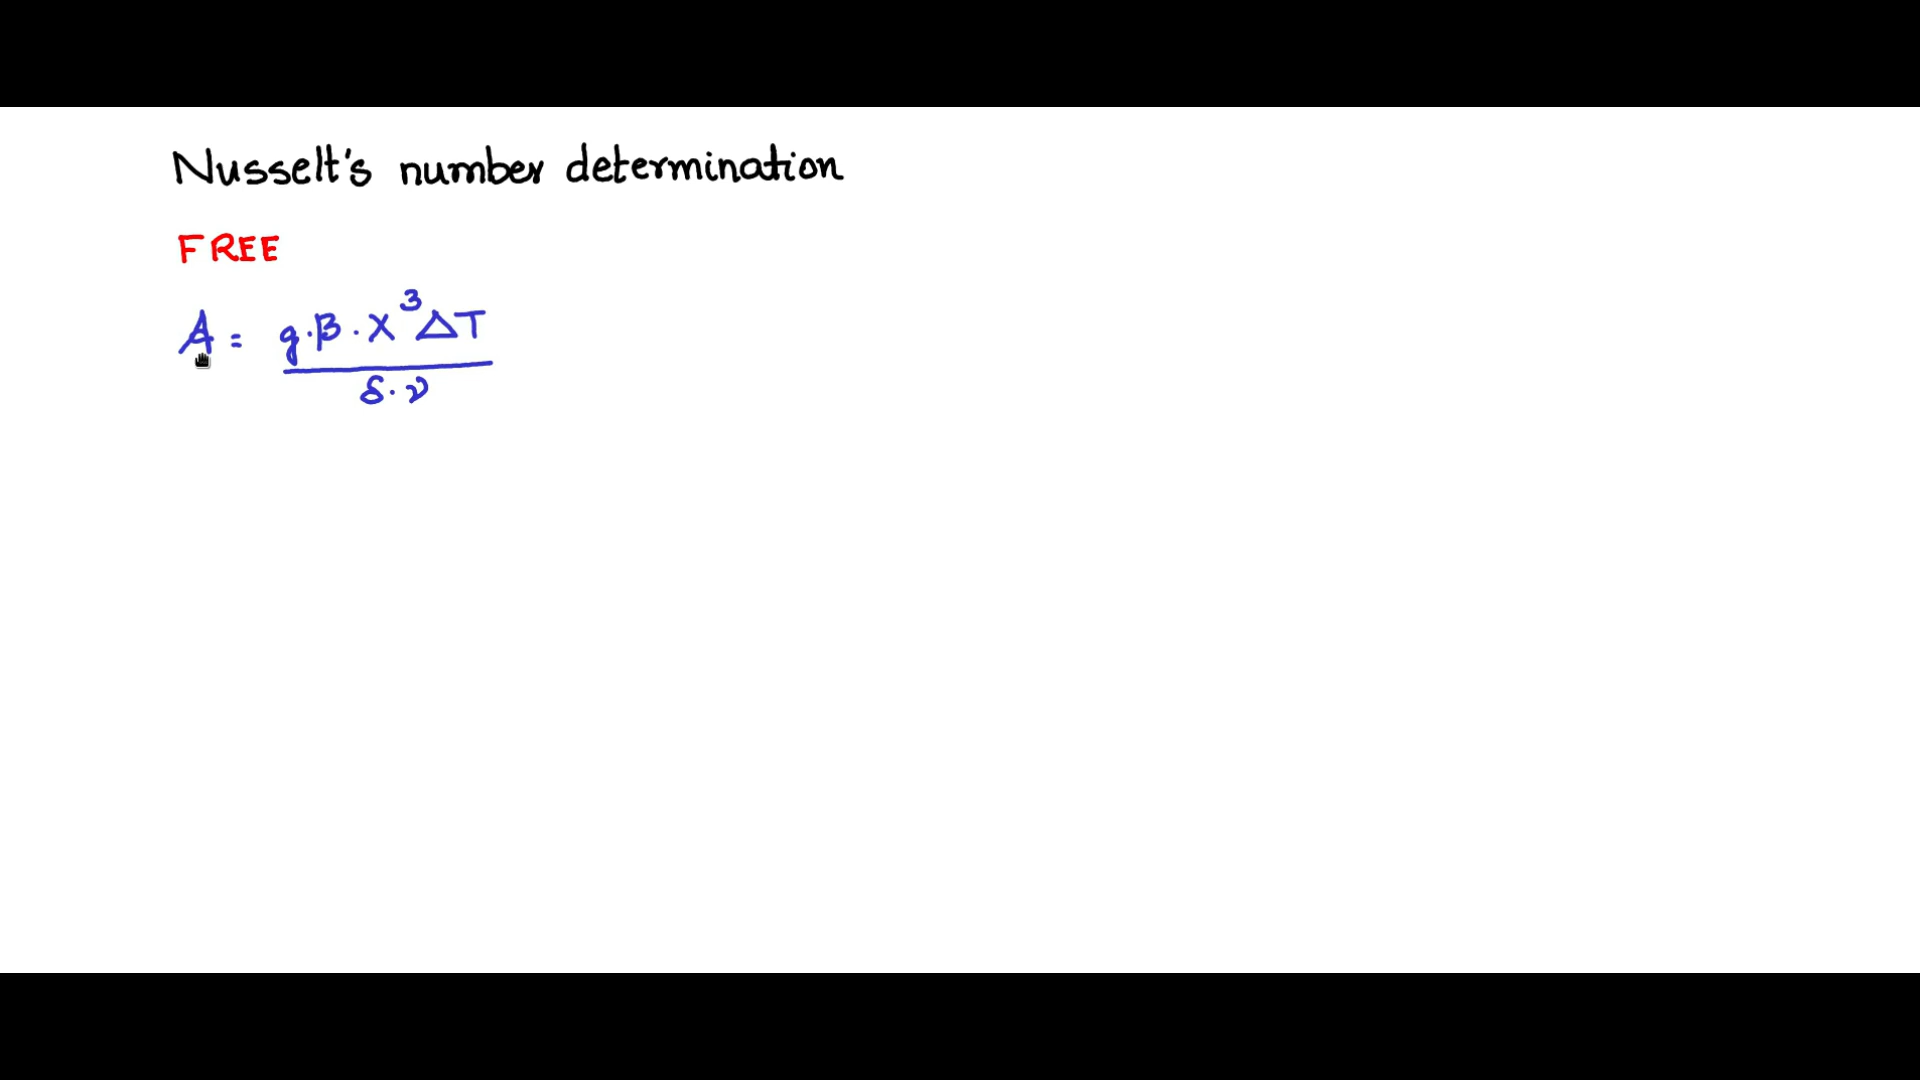 Nusselt's number determination
FREE
A = g.β.X³ΔT
δ.ν